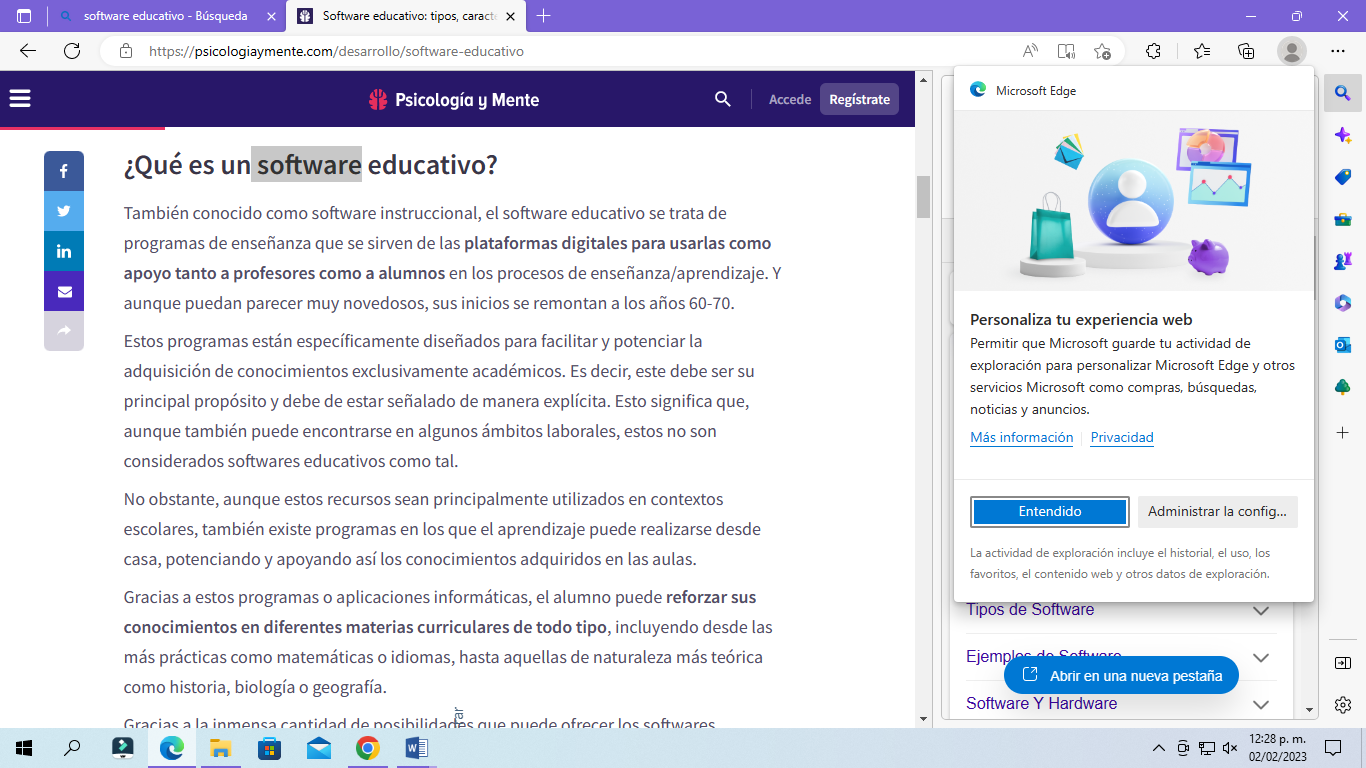 software educativo - Búsqueda
Software educativo: tipos, caracte
https://psicologiaymente.com/desarrollo/software-educativo
Psicología y Mente
Accede
Regístrate
¿Qué es un software educativo?
También conocido como software instruccional, el software educativo se trata de
programas de enseñanza que se sirven de las plataformas digitales para usarlas como
apoyo tanto a profesores como a alumnos en los procesos de enseñanza/aprendizaje. Y
aunque puedan parecer muy novedosos, sus inicios se remontan a los años 60-70.
Estos programas están específicamente diseñados para facilitar y potenciar la
adquisición de conocimientos exclusivamente académicos. Es decir, este debe ser su
principal propósito y debe de estar señalado de manera explícita. Esto significa que,
aunque también puede encontrarse en algunos ámbitos laborales, estos no son
considerados softwares educativos como tal.
No obstante, aunque estos recursos sean principalmente utilizados en contextos
escolares, también existe programas en los que el aprendizaje puede realizarse desde
casa, potenciando y apoyando así los conocimientos adquiridos en las aulas.
Gracias a estos programas o aplicaciones informáticas, el alumno puede reforzar sus
conocimientos en diferentes materias curriculares de todo tipo, incluyendo desde las
más prácticas como matemáticas o idiomas, hasta aquellas de naturaleza más teórica
como historia, biología o geografía.
Gracias a la inmensa cantidad de posibilidades que puede ofrecer los softwares
Microsoft Edge
Personaliza tu experiencia web
Permitir que Microsoft guarde tu actividad de
exploración para personalizar Microsoft Edge y otros
servicios Microsoft como compras, búsquedas,
noticias y anuncios.
Más información
Privacidad
Entendido
Administrar la config...
La actividad de exploración incluye el historial, el uso, los
favoritos, el contenido web y otros datos de exploración.
Tipos de Software
Ejemplos de Software
Abrir en una nueva pestaña
Software Y Hardware
12:28 p. m.
02/02/2023